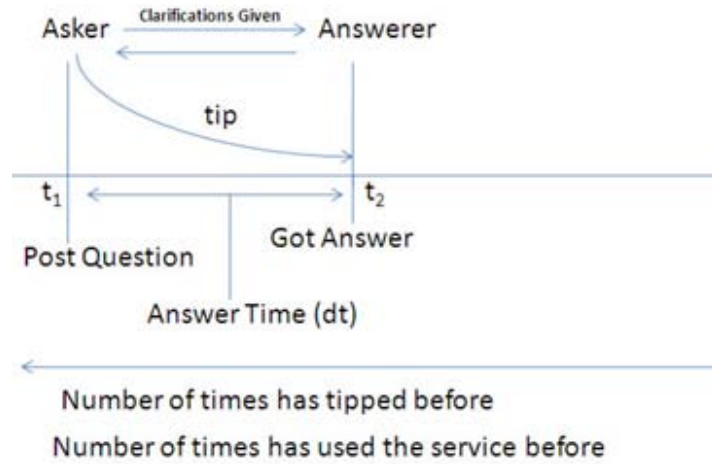 Clarifications Given
Asker Answerer
tip
t₁ t₂
Got Answer
Post Question
Answer Time (dt)
Number of times has tipped before
Number of times has used the service before